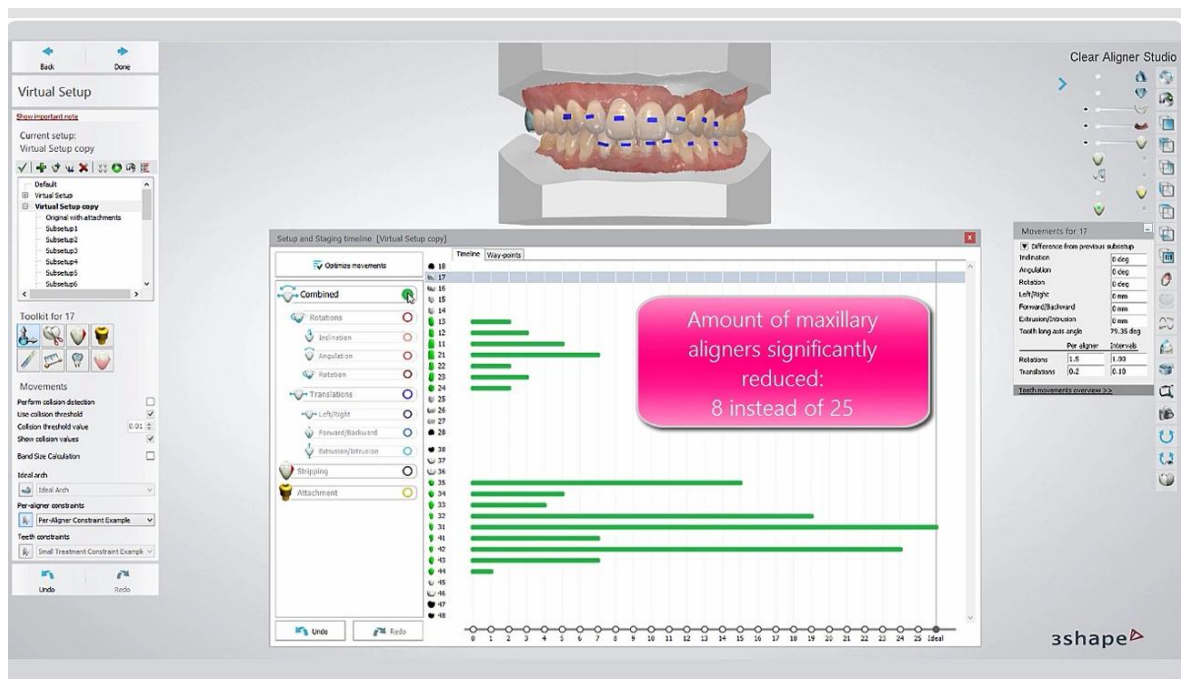 Back
Done
Virtual Setup
Show important note
Current setup:
Virtual Setup copy
Default
Virtual Setup
Virtual Setup copy
Original with attachments
Subsetup1
Subsetup2
Subsetup3
Subsetup4
Subsetup5
Subsetup6
Toolkit for 17
Movements
Perform collision detection
Use collision threshold
Collision threshold value 0.01
Show collision values
Band Size Calculation
Ideal arch
Ideal Arch
Per-aligner constraints
Per-Aligner Constraint Example
Teeth constraints
Small Treatment Constraint Exampl
Undo
Redo
Setup and Staging timeline [Virtual Setup copy]
x
Optimize movements
Combined
Rotations
Inclination
Angulation
Rotation
Translations
Left/Right
Forward/Backward
Extrusion/Intrusion
Stripping
Attachment
Undo
Redo
Timeline
Way-points
18
17
16
15
14
13
12
11
21
22
23
24
25
26
27
28
38
37
36
35
34
33
32
31
41
42
43
44
45
46
47
48
0 1 2 3 4 5 6 7 8 9 10 11 12 13 14 15 16 17 18 19 20 21 22 23 24 25 Ideal
Amount of maxillary
aligners significantly
reduced:
8 instead of 25
Clear Aligner Studio
Movements for 17
Difference from previous subsetup
Inclination 0 deg
Angulation 0 deg
Rotation 0 deg
Left/Right 0 mm
Forward/Backward 0 mm
Extrusion/Intrusion 0 mm
Tooth long axis angle 79.35 deg
Per aligner Intervals
Rotations 1.5 1.00
Translations 0.2 0.10
Teeth movements overview >>
3shape